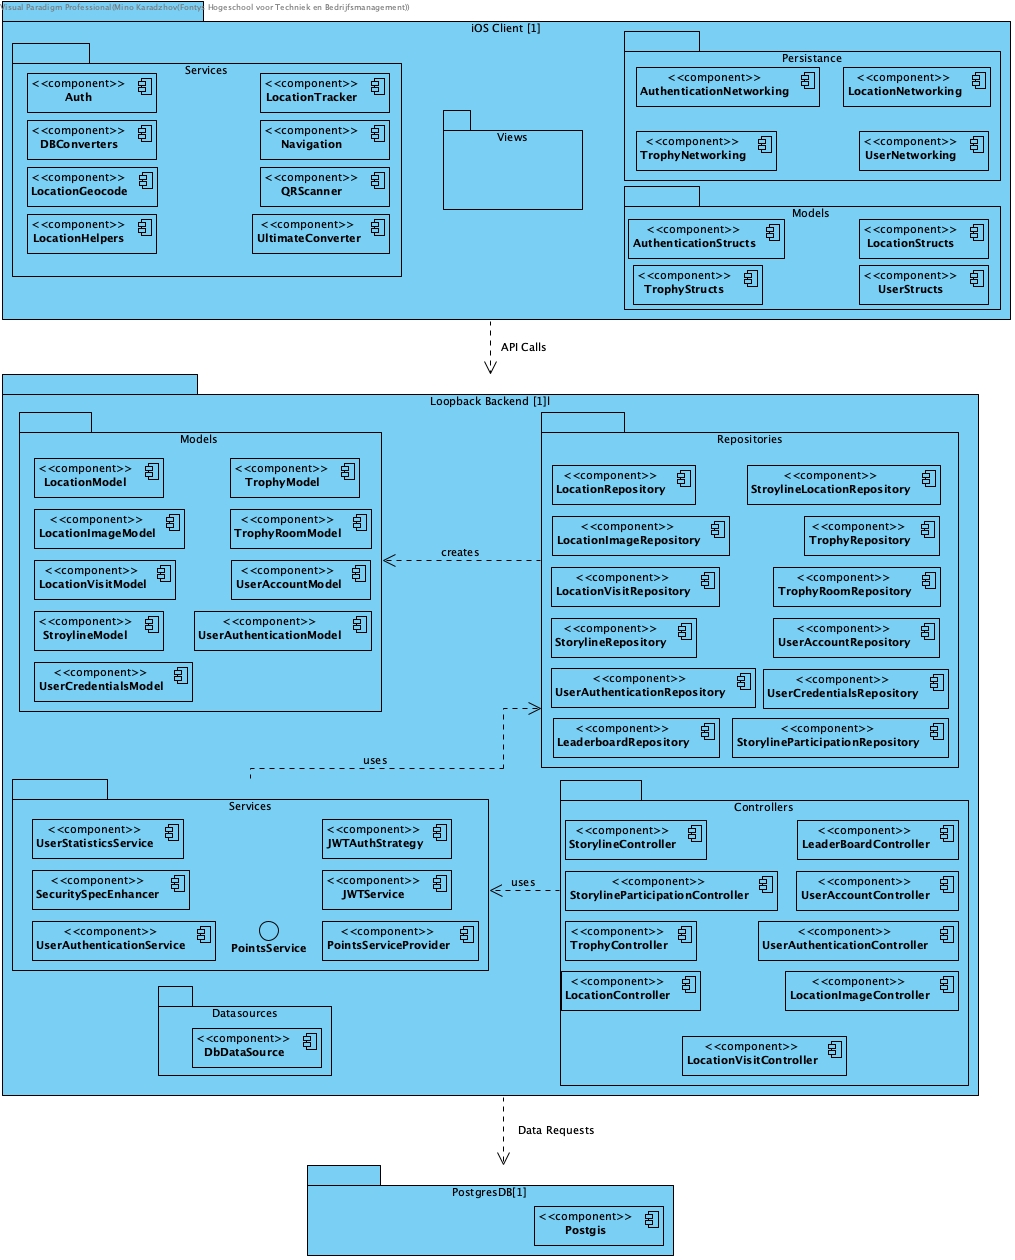 Visual Paradigm Professional(Mino Karadzhov(Fontys Hogeschool voor Techniek en Bedrijfsmanagement))
iOS Client [1]
Services
<<component>>
Auth
<<component>>
LocationTracker
<<component>>
DBConverters
<<component>>
Navigation
<<component>>
LocationGeocode
<<component>>
QRScanner
<<component>>
LocationHelpers
<<component>>
UltimateConverter
Views
Persistance
<<component>>
AuthenticationNetworking
<<component>>
LocationNetworking
<<component>>
TrophyNetworking
<<component>>
UserNetworking
Models
<<component>>
AuthenticationStructs
<<component>>
LocationStructs
<<component>>
TrophyStructs
<<component>>
UserStructs
API Calls
Loopback Backend [1]l
Models
<<component>>
LocationModel
<<component>>
TrophyModel
<<component>>
LocationImageModel
<<component>>
TrophyRoomModel
<<component>>
LocationVisitModel
<<component>>
UserAccountModel
<<component>>
StroylineModel
<<component>>
UserAuthenticationModel
<<component>>
UserCredentialsModel
creates
Repositories
<<component>>
LocationRepository
<<component>>
StroylineLocationRepository
<<component>>
LocationImageRepository
<<component>>
TrophyRepository
<<component>>
LocationVisitRepository
<<component>>
TrophyRoomRepository
<<component>>
StorylineRepository
<<component>>
UserAccountRepository
<<component>>
UserAuthenticationRepository
<<component>>
UserCredentialsRepository
<<component>>
LeaderboardRepository
<<component>>
StorylineParticipationRepository
uses
Services
<<component>>
UserStatisticsService
<<component>>
JWTAuthStrategy
<<component>>
SecuritySpecEnhancer
<<component>>
JWTService
<<component>>
UserAuthenticationService
PointsService
<<component>>
PointsServiceProvider
uses
Controllers
<<component>>
StorylineController
<<component>>
LeaderBoardController
<<component>>
StorylineParticipationController
<<component>>
UserAccountController
<<component>>
TrophyController
<<component>>
UserAuthenticationController
<<component>>
LocationController
<<component>>
LocationImageController
<<component>>
LocationVisitController
Datasources
<<component>>
DbDataSource
Data Requests
PostgresDB[1]
<<component>>
Postgis